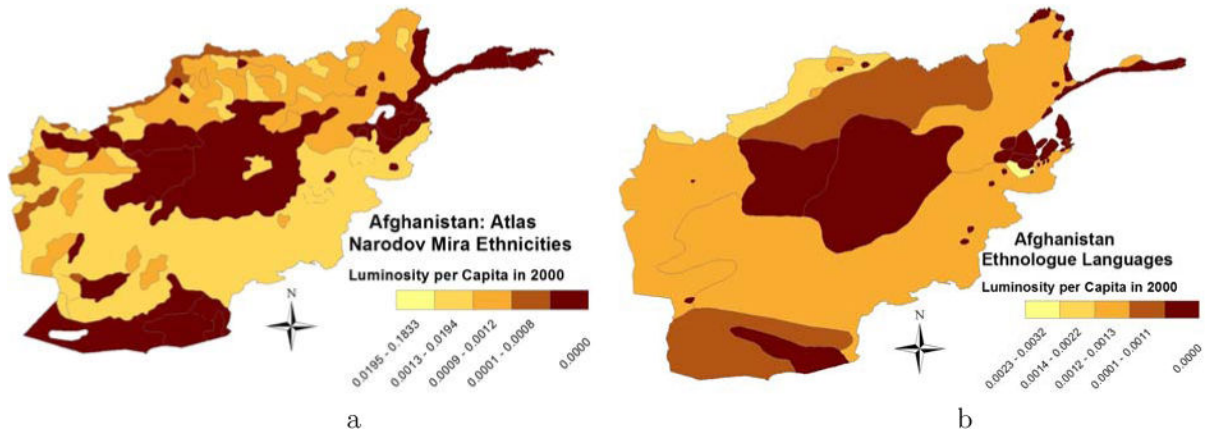 Afghanistan: Atlas
Narodov Mira Ethnicities
Luminosity per Capita in 2000
N
0.0195 - 0.1833
0.0013 - 0.0194
0.0009 - 0.0012
0.0001 - 0.0008
0.0000
a
Afghanistan
Ethnologue Languages
Luminosity per Capita in 2000
N
0.0023 - 0.0032
0.0014 - 0.0022
0.0012 - 0.0013
0.0001 - 0.0011
0.0000
b